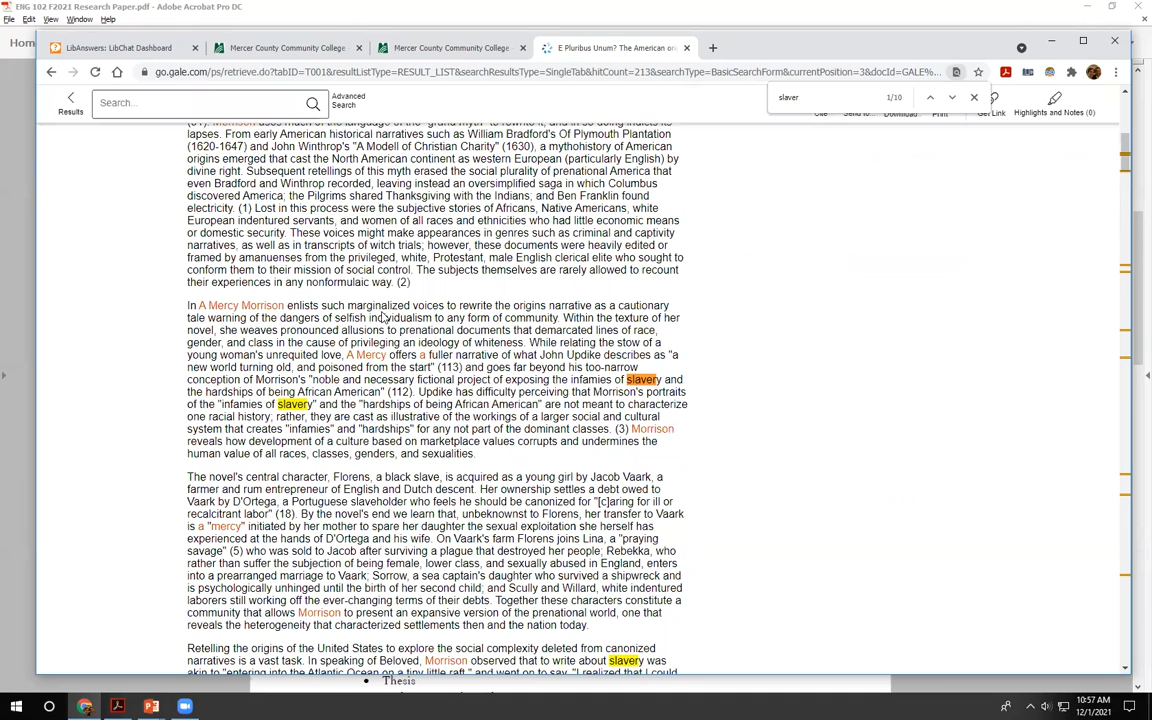 ENG 102 F2021 Research Paper.pdf - Adobe Acrobat Pro DC
File Edit View Window Help
Hom
LibAnswers: LibChat Dashboard
Mercer County Community College
Mercer County Community College
E Pluribus Unum? The American or
go.gale.com/ps/retrieve.do?tabID=T001&resultListType=RESULT_LIST&searchResultsType=SingleTab&hitCount=213&searchType=BasicSearchForm&currentPosition=3&docId=GALE%...
slaver 1/10
Results
Search...
Advanced
Search
Get Link
Highlights and Notes (0)
lapses. From early American historical narratives such as William Bradford's Of Plymouth Plantation
(1620-1647) and John Winthrop's "A Modell of Christian Charity" (1630), a mythohistory of American
origins emerged that cast the North American continent as western European (particularly English) by
divine right. Subsequent retellings of this myth erased the social plurality of prenational America that
even Bradford and Winthrop recorded, leaving instead an oversimplified saga in which Columbus
discovered America; the Pilgrims shared Thanksgiving with the Indians; and Ben Franklin found
electricity. (1) Lost in this process were the subjective stories of Africans, Native Americans, white
European indentured servants, and women of all races and ethnicities who had little economic means
or domestic security. These voices might make appearances in genres such as criminal and captivity
narratives, as well as in transcripts of witch trials; however, these documents were heavily edited or
framed by amanuenses from the privileged, white, Protestant, male English clerical elite who sought to
conform them to their mission of social control. The subjects themselves are rarely allowed to recount
their experiences in any nonformulaic way. (2)
In A Mercy Morrison enlists such marginalized voices to rewrite the origins narrative as a cautionary
tale warning of the dangers of selfish individualism to any form of community. Within the texture of her
novel, she weaves pronounced allusions to prenational documents that demarcated lines of race,
gender, and class in the cause of privileging an ideology of whiteness. While relating the stow of a
young woman's unrequited love, A Mercy offers a fuller narrative of what John Updike describes as "a
new world turning old, and poisoned from the start" (113) and goes far beyond his too-narrow
conception of Morrison's "noble and necessary fictional project of exposing the infamies of slavery and
the hardships of being African American" (112). Updike has difficulty perceiving that Morrison's portraits
of the "infamies of slavery" and the "hardships of being African American" are not meant to characterize
one racial history; rather, they are cast as illustrative of the workings of a larger social and cultural
system that creates "infamies" and "hardships" for any not part of the dominant classes. (3) Morrison
reveals how development of a culture based on marketplace values corrupts and undermines the
human value of all races, classes, genders, and sexualities.
The novel's central character, Florens, a black slave, is acquired as a young girl by Jacob Vaark, a
farmer and rum entrepreneur of English and Dutch descent. Her ownership settles a debt owed to
Vaark by D'Ortega, a Portuguese slaveholder who feels he should be canonized for "[c]aring for ill or
recalcitrant labor" (18). By the novel's end we learn that, unbeknownst to Florens, her transfer to Vaark
is a "mercy" initiated by her mother to spare her daughter the sexual exploitation she herself has
experienced at the hands of D'Ortega and his wife. On Vaark's farm Florens joins Lina, a "praying
savage" (5) who was sold to Jacob after surviving a plague that destroyed her people; Rebekka, who
rather than suffer the subjection of being female, lower class, and sexually abused in England, enters
into a prearranged marriage to Vaark; Sorrow, a sea captain's daughter who survived a shipwreck and
is psychologically unhinged until the birth of her second child; and Scully and Willard, white indentured
laborers still working off the ever-changing terms of their debts. Together these characters constitute a
community that allows Morrison to present an expansive version of the prenational world, one that
reveals the heterogeneity that characterized settlements then and the nation today.
Retelling the origins of the United States to explore the social complexity deleted from canonized
narratives is a vast task. In speaking of Beloved, Morrison observed that to write about slavery was
akin to "entering into the Atlantic Ocean on a tiny little raft," and went on to say, "I realized that I could
• Thesis
10:57 AM
12/1/2021